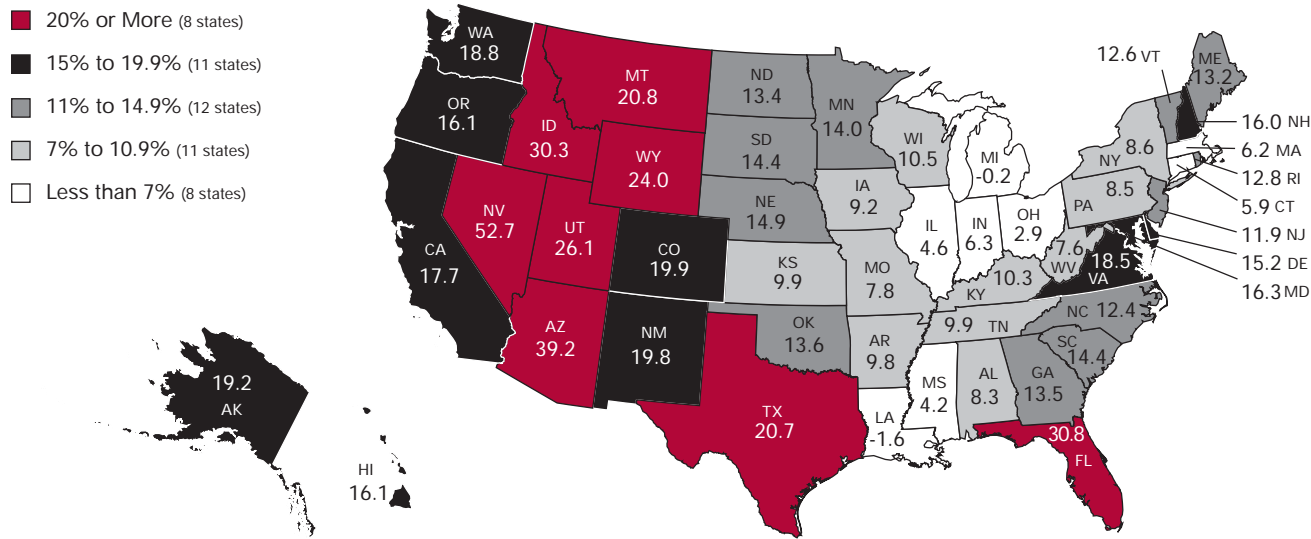 20% or More (8 states)
15% to 19.9% (11 states)
11% to 14.9% (12 states)
7% to 10.9% (11 states)
Less than 7% (8 states)
WA
18.8
OR
16.1
CA
17.7
NV
52.7
ID
30.3
MT
20.8
WY
24.0
UT
26.1
AZ
39.2
CO
19.9
NM
19.8
ND
13.4
SD
14.4
NE
14.9
KS
9.9
OK
13.6
TX
20.7
MN
14.0
IA
9.2
MO
7.8
AR
9.8
LA
-1.6
WI
10.5
IL
4.6
MI
-0.2
IN
6.3
OH
2.9
KY
10.3
9.9 TN
MS
4.2
AL
8.3
GA
13.5
30.8
FL
SC
14.4
NC 12.4
18.5
VA
7.6
WV
PA
8.5
NY
8.6
12.6 VT
ME
13.2
16.0 NH
6.2 MA
12.8 RI
5.9 CT
11.9 NJ
15.2 DE
16.3 MD
19.2
AK
HI
16.1